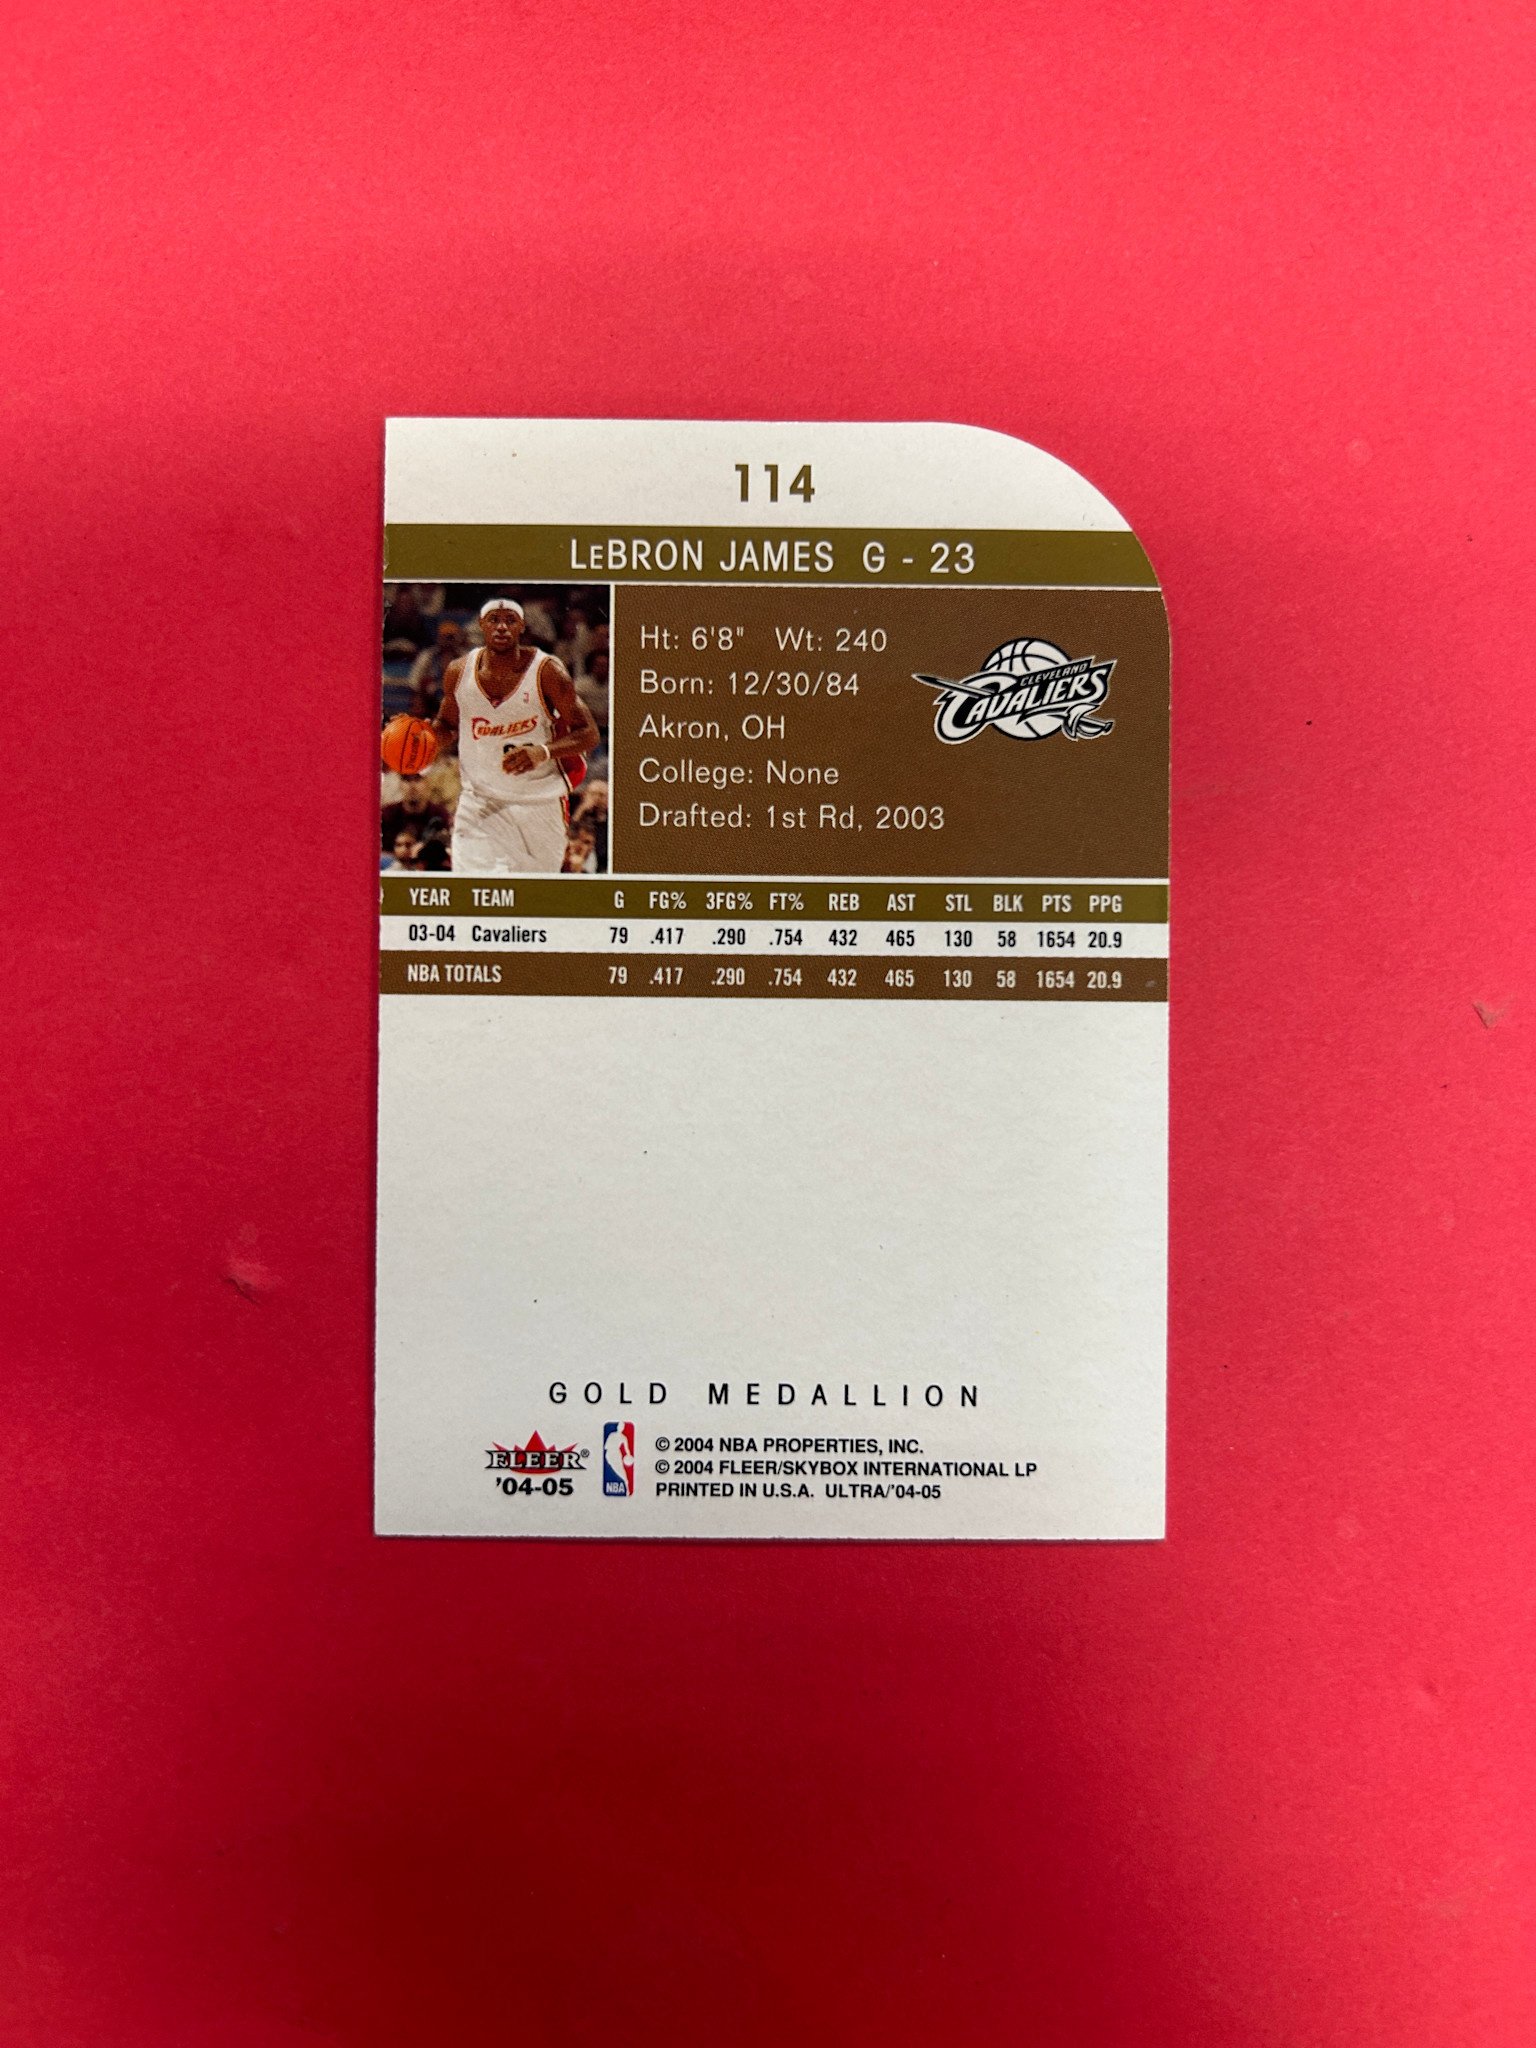 114
LEBRON JAMES G - 23
Ht: 6'8" Wt: 240
Born: 12/30/84
Akron, OH
College: None
Drafted: 1st Rd, 2003
CLEVELAND
CAVALIERS
CAVALIERS
YEAR TEAM G FG% 3FG% FT% REB AST STL BLK PTS PPG
03-04 Cavaliers 79 .417 .290 .754 432 465 130 58 1654 20.9
NBA TOTALS 79 .417 .290 .754 432 465 130 58 1654 20.9
GOLD MEDALLION
FLEER®
'04-05
NBA
© 2004 NBA PROPERTIES, INC.
© 2004 FLEER/SKYBOX INTERNATIONAL LP
PRINTED IN U.S.A. ULTRA/'04-05